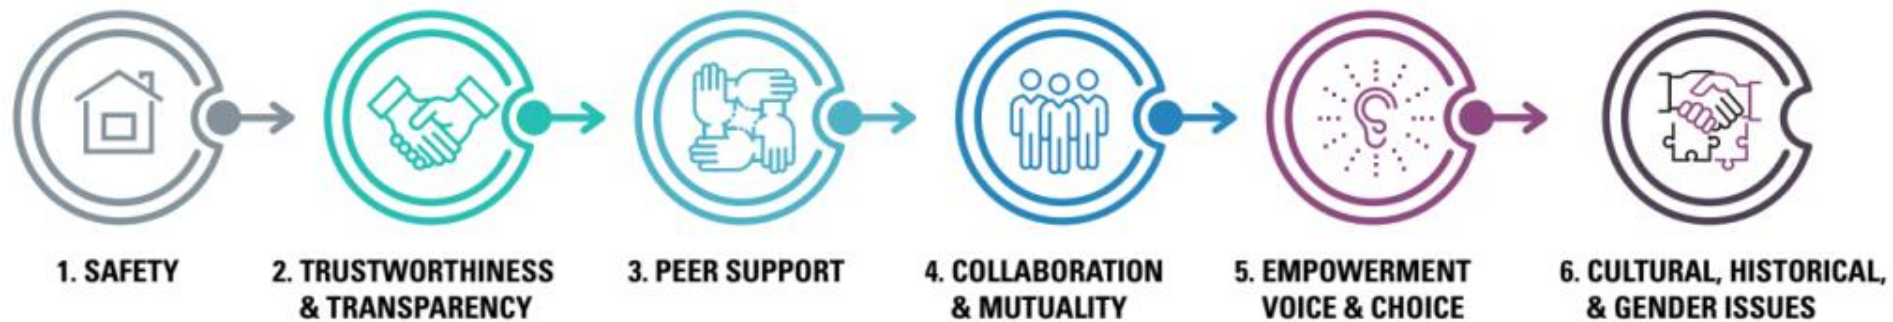 1. SAFETY
2. TRUSTWORTHINESS
& TRANSPARENCY
3. PEER SUPPORT
4. COLLABORATION
& MUTUALITY
5. EMPOWERMENT
VOICE & CHOICE
6. CULTURAL, HISTORICAL,
& GENDER ISSUES